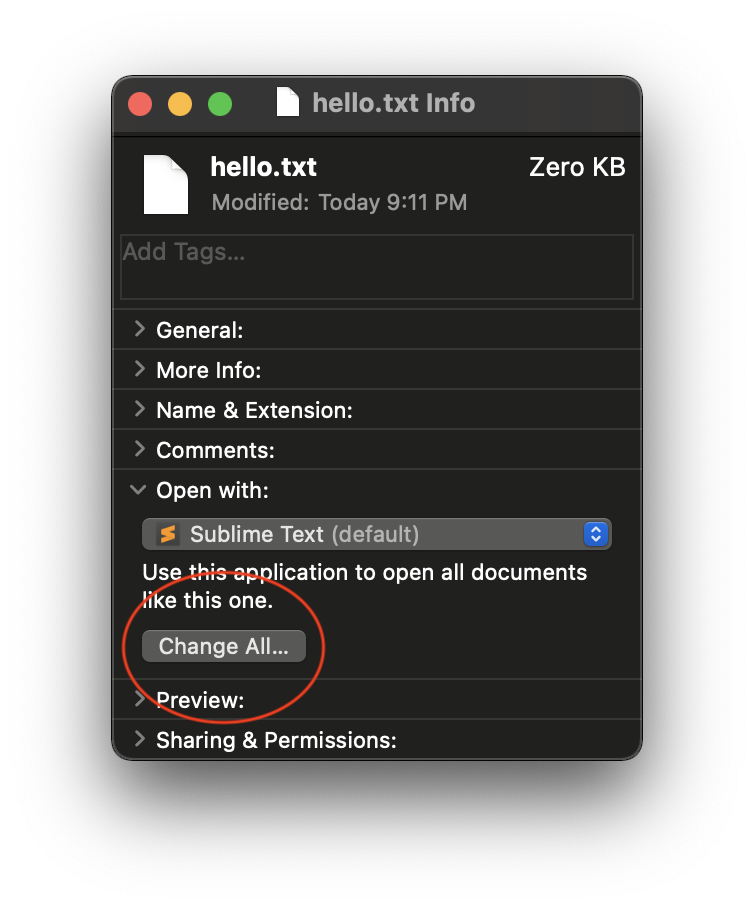 hello.txt Info
hello.txt
Zero KB
Modified: Today 9:11 PM
Add Tags...
General:
More Info:
Name & Extension:
Comments:
Open with:
Sublime Text (default)
Use this application to open all documents
like this one.
Change All...
Preview:
Sharing & Permissions: